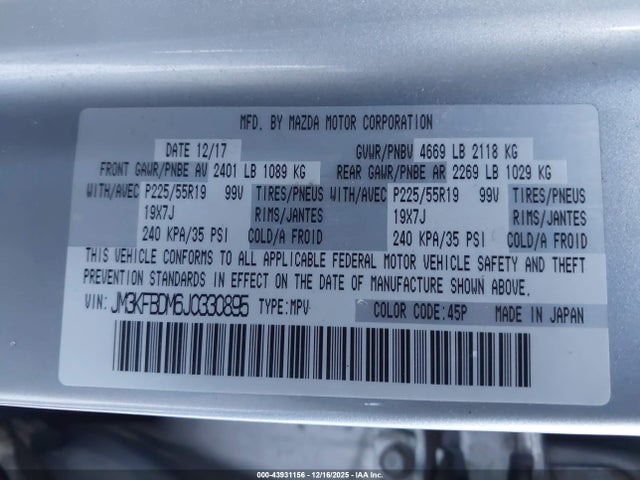 MFD. BY MAZDA MOTOR CORPORATION
DATE 12/17 GVWR/PNBV 4669 LB 2118 KG
FRONT GAWR/PNBE AV 2401 LB 1089 KG REAR GAWR/PNBE AR 2269 LB 1029 KG
WITH/AVEC P225/55R19 99V TIRES/PNEUS WITH/AVEC P225/55R19 99V TIRES/PNEUS
19X7J RIMS/JANTES 19X7J RIMS/JANTES
240 KPA/35 PSI COLD/A FROID 240 KPA/35 PSI COLD/A FROID
THIS VEHICLE CONFORMS TO ALL APPLICABLE FEDERAL MOTOR VEHICLE SAFETY AND THEFT
PREVENTION STANDARDS IN EFFECT ON THE DATE OF MANUFACTURE SHOWN ABOVE.
VIN: JM3KFBDM6J0330895 TYPE:MPV COLOR CODE:45P MADE IN JAPAN
000-43931156 - 12/16/2025 - IAA, Inc.